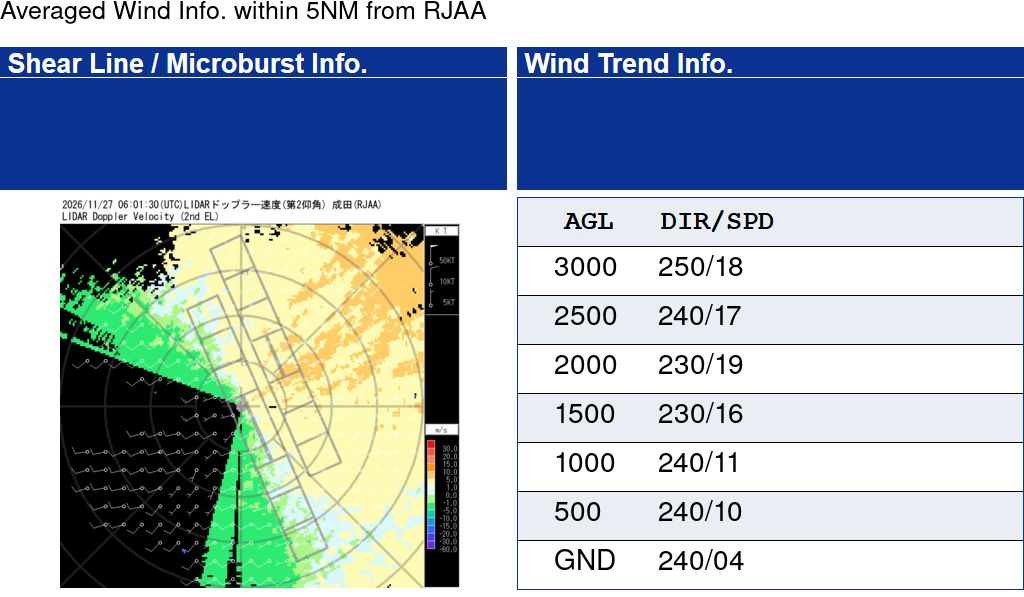 Averaged Wind Info. within 5NM from RJAA
Shear Line / Microburst Info.
Wind Trend Info.
2026/11/27 06:01:30(UTC)LIDARドップラー速度(第2仰角) 成田(RJAA)
LIDAR Doppler Velocity (2nd EL)
K T
50KT
10KT
5KT
m/s
30.0
20.0
15.0
10.0
5.0
1.0
0.0
-1.0
-5.0
-10.0
-15.0
-20.0
-30.0
-60.0
AGL DIR/SPD
3000 250/18
2500 240/17
2000 230/19
1500 230/16
1000 240/11
500 240/10
GND 240/04